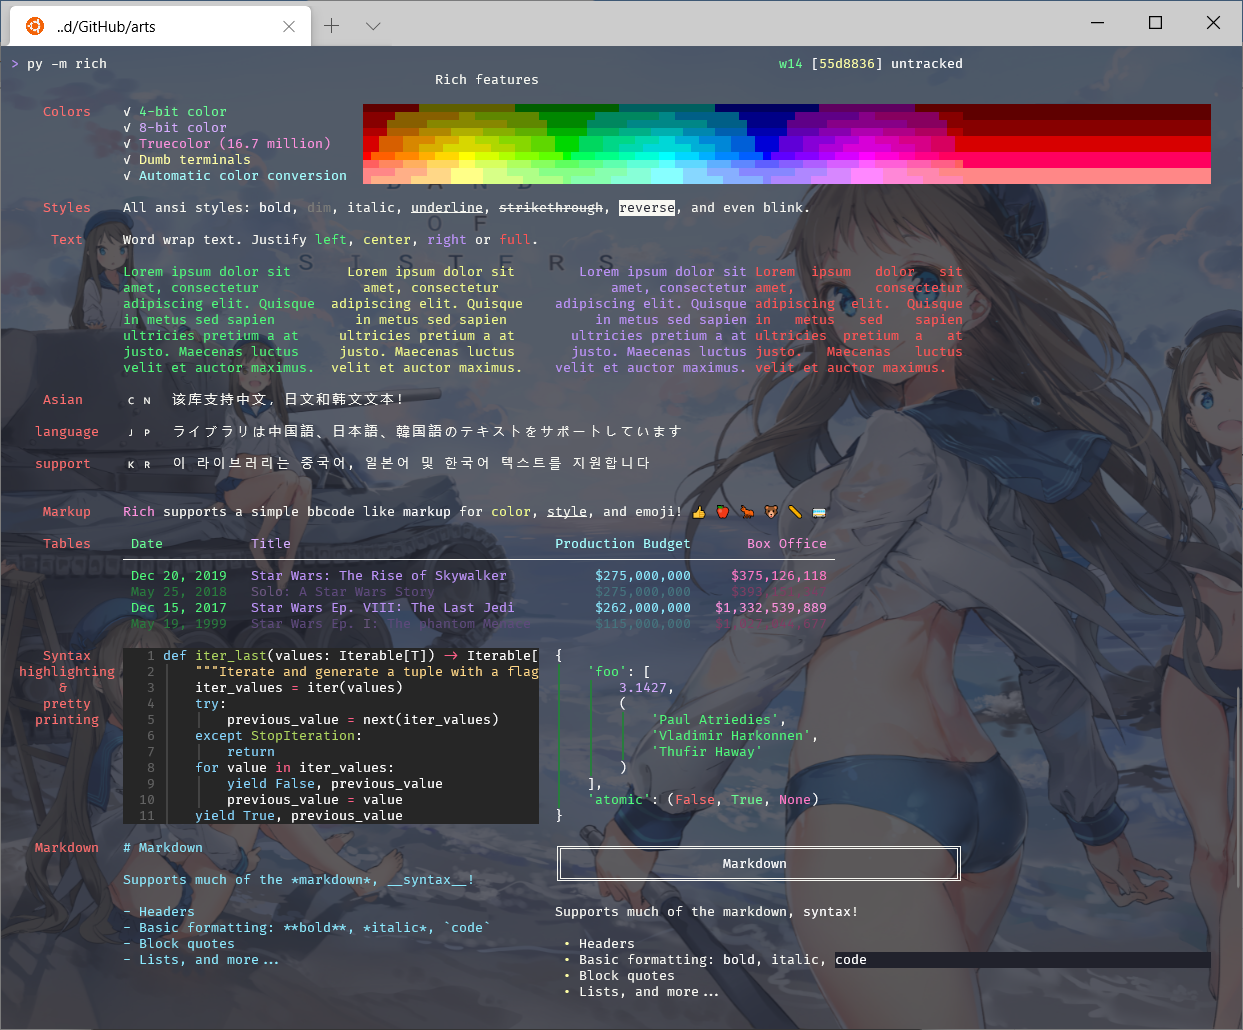 ..d/GitHub/arts
> py -m rich w14 [55d8836] untracked
Rich features
Colors √ 4-bit color
√ 8-bit color
√ Truecolor (16.7 million)
√ Dumb terminals
√ Automatic color conversion
BAND
Styles All ansi styles: bold, dim, italic, underline, strikethrough, reverse, and even blink.
OF
Text Word wrap text. Justify left, center, right or full.
SISTERS
Lorem ipsum dolor sit Lorem ipsum dolor sit Lorem ipsum dolor sit Lorem ipsum dolor sit
amet, consectetur amet, consectetur amet, consectetur amet, consectetur
adipiscing elit. Quisque adipiscing elit. Quisque adipiscing elit. Quisque adipiscing elit. Quisque
in metus sed sapien in metus sed sapien in metus sed sapien in metus sed sapien
ultricies pretium a at ultricies pretium a at ultricies pretium a at ultricies pretium a at
justo. Maecenas luctus justo. Maecenas luctus justo. Maecenas luctus justo. Maecenas luctus
velit et auctor maximus. velit et auctor maximus. velit et auctor maximus. velit et auctor maximus.
Asian C N 该库支持中文, 日文和韩文文本!
language J P ライブラリは中国語、日本語、韓国語のテキストをサポートしています
support K R 이 라이브러리는 중국어, 일본어 및 한국어 텍스트를 지원합니다
Markup Rich supports a simple bbcode like markup for color, style, and emoji! 👍 🍎 🐜 🐻 🥖 🚌
Tables Date Title Production Budget Box Office
Dec 20, 2019 Star Wars: The Rise of Skywalker $275,000,000 $375,126,118
May 25, 2018 Solo: A Star Wars Story $275,000,000
Dec 15, 2017 Star Wars Ep. VIII: The Last Jedi $262,000,000 $1,332,539,889
May 19, 1999 Star Wars Ep. I: The phantom Menace $115,000,000
Syntax 1 def iter_last(values: Iterable[T]) -> Iterable[ {
highlighting 2 """Iterate and generate a tuple with a flag 'foo': [
& 3 iter_values = iter(values) 3.1427,
pretty 4 try: (
printing 5 previous_value = next(iter_values) 'Paul Atriedies',
6 except StopIteration: 'Vladimir Harkonnen',
7 return 'Thufir Haway'
8 for value in iter_values: )
9 yield False, previous_value ],
10 previous_value = value 'atomic': (False, True, None)
11 yield True, previous_value }
Markdown # Markdown
Markdown
Supports much of the *markdown*, __syntax__!
Supports much of the markdown, syntax!
- Headers
- Basic formatting: **bold**, *italic*, `code`
- Block quotes
- Lists, and more...
• Headers
• Basic formatting: bold, italic, code
• Block quotes
• Lists, and more...